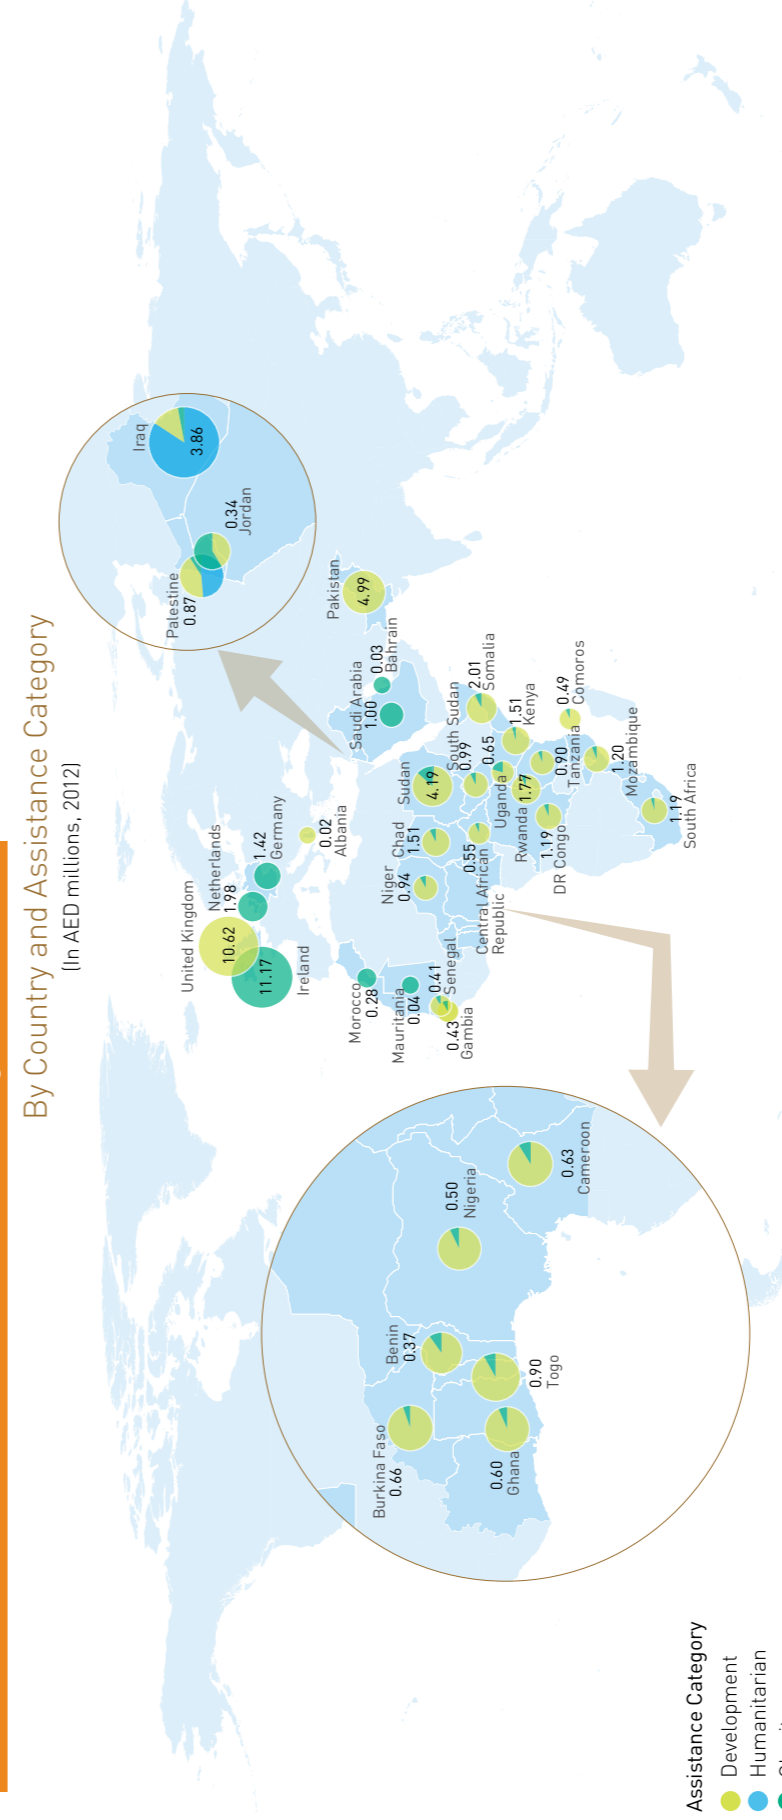 By Country and Assistance Category
(In AED millions, 2012)
United Kingdom
10.62
Netherlands
1.98
1.42
Germany
11.17
Ireland
0.02
Albania
Palestine
0.87
Iraq
3.86
0.34
Jordan
Pakistan
4.99
Saudi Arabia
1.00
0.03
Bahrain
Morocco
0.28
Mauritania
0.04
0.41
Senegal
0.43
Gambia
Niger
0.94
Chad
1.51
Sudan
4.19
South Sudan
0.99
2.01
Somalia
0.55
Central African
Republic
0.65
Uganda
1.51
Kenya
Rwanda
1.77
1.19
DR Congo
0.90
Tanzania
0.49
Comoros
1.20
Mozambique
1.19
South Africa
Burkina Faso
0.66
Benin
0.37
0.50
Nigeria
0.60
Ghana
0.90
Togo
0.63
Cameroon
Assistance Category
Development
Humanitarian